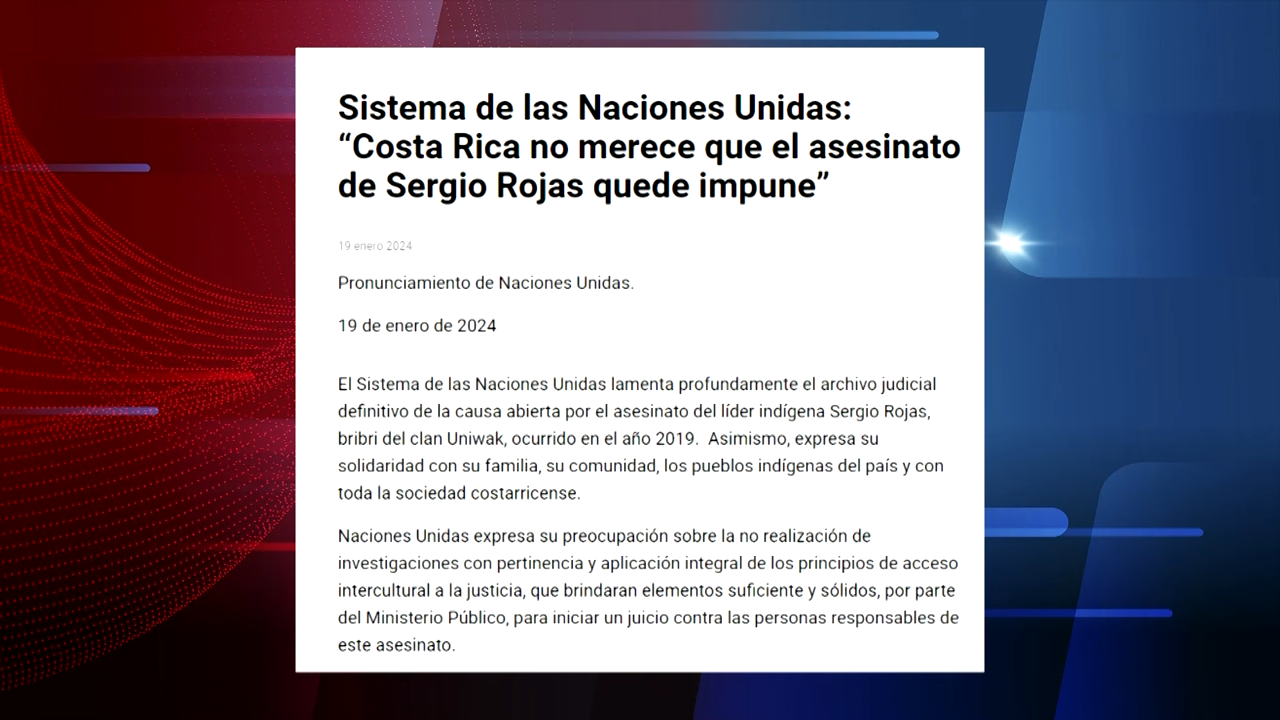 Sistema de las Naciones Unidas:
“Costa Rica no merece que el asesinato
de Sergio Rojas quede impune”
19 enero 2024
Pronunciamiento de Naciones Unidas.
19 de enero de 2024
El Sistema de las Naciones Unidas lamenta profundamente el archivo judicial
definitivo de la causa abierta por el asesinato del líder indígena Sergio Rojas,
bribri del clan Uniwak, ocurrido en el año 2019.  Asimismo, expresa su
solidaridad con su familia, su comunidad, los pueblos indígenas del país y con
toda la sociedad costarricense.
Naciones Unidas expresa su preocupación sobre la no realización de
investigaciones con pertinencia y aplicación integral de los principios de acceso
intercultural a la justicia, que brindaran elementos suficiente y sólidos, por parte
del Ministerio Público, para iniciar un juicio contra las personas responsables de
este asesinato.